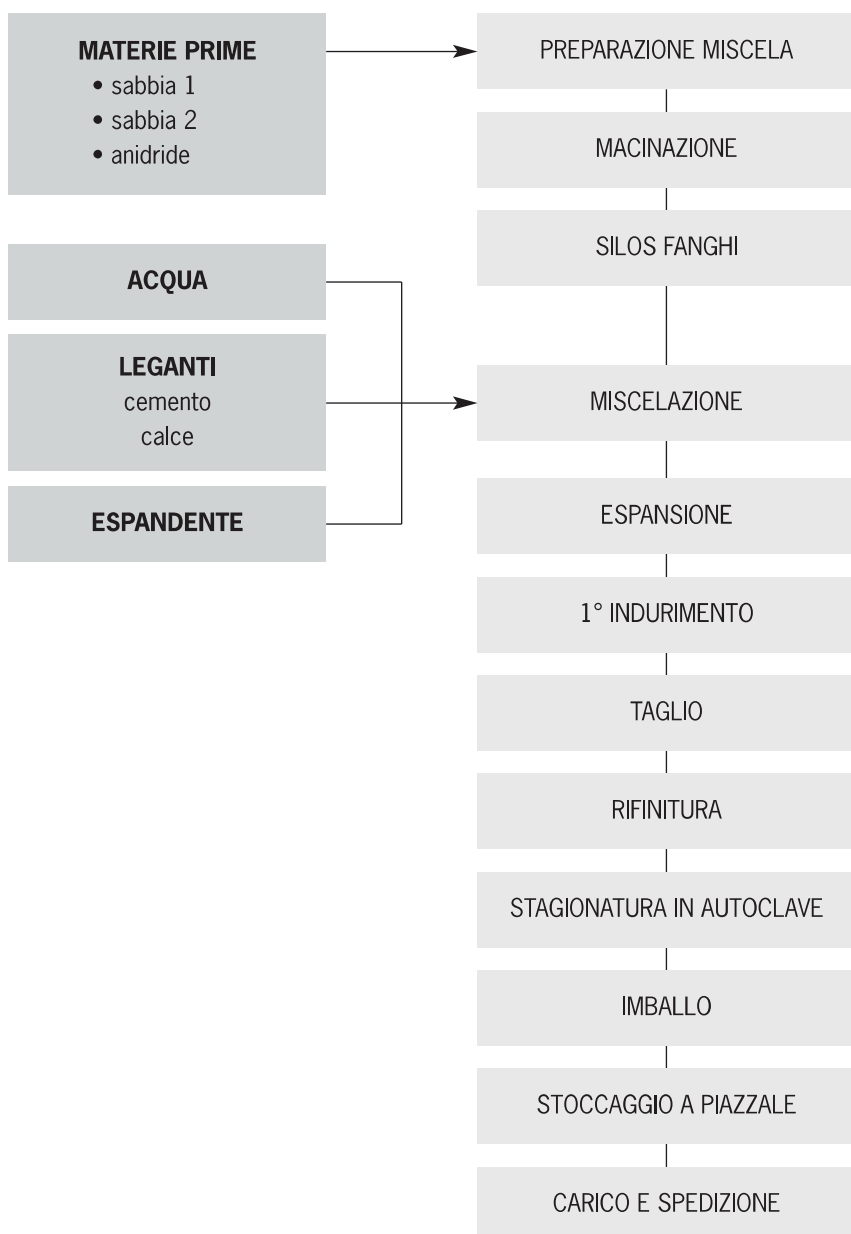 MATERIE PRIME
• sabbia 1
• sabbia 2
• anidride
ACQUA
LEGANTI
cemento
calce
ESPANDENTE
PREPARAZIONE MISCELA
MACINAZIONE
SILOS FANGHI
MISCELAZIONE
ESPANSIONE
1° INDURIMENTO
TAGLIO
RIFINITURA
STAGIONATURA IN AUTOCLAVE
IMBALLO
STOCCAGGIO A PIAZZALE
CARICO E SPEDIZIONE